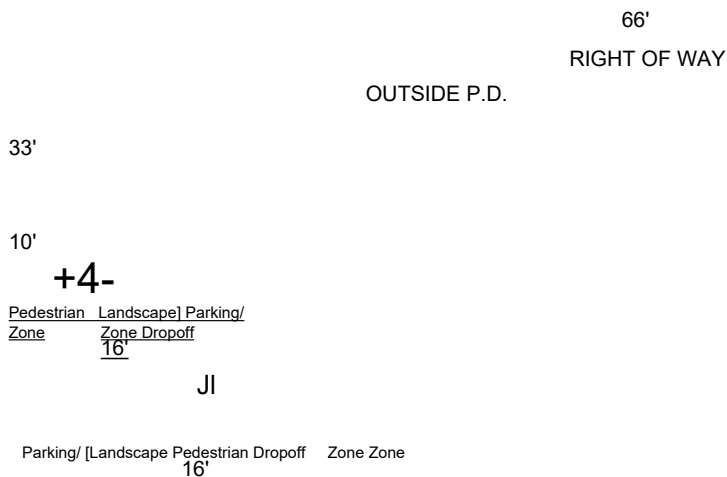 66'
RIGHT OF WAY
OUTSIDE P.D.
33'
10'
+4-
Pedestrian Landscape] Parking/
Zone Zone Dropoff
16'
JI
Parking/ [Landscape Pedestrian Dropoff Zone Zone
16'